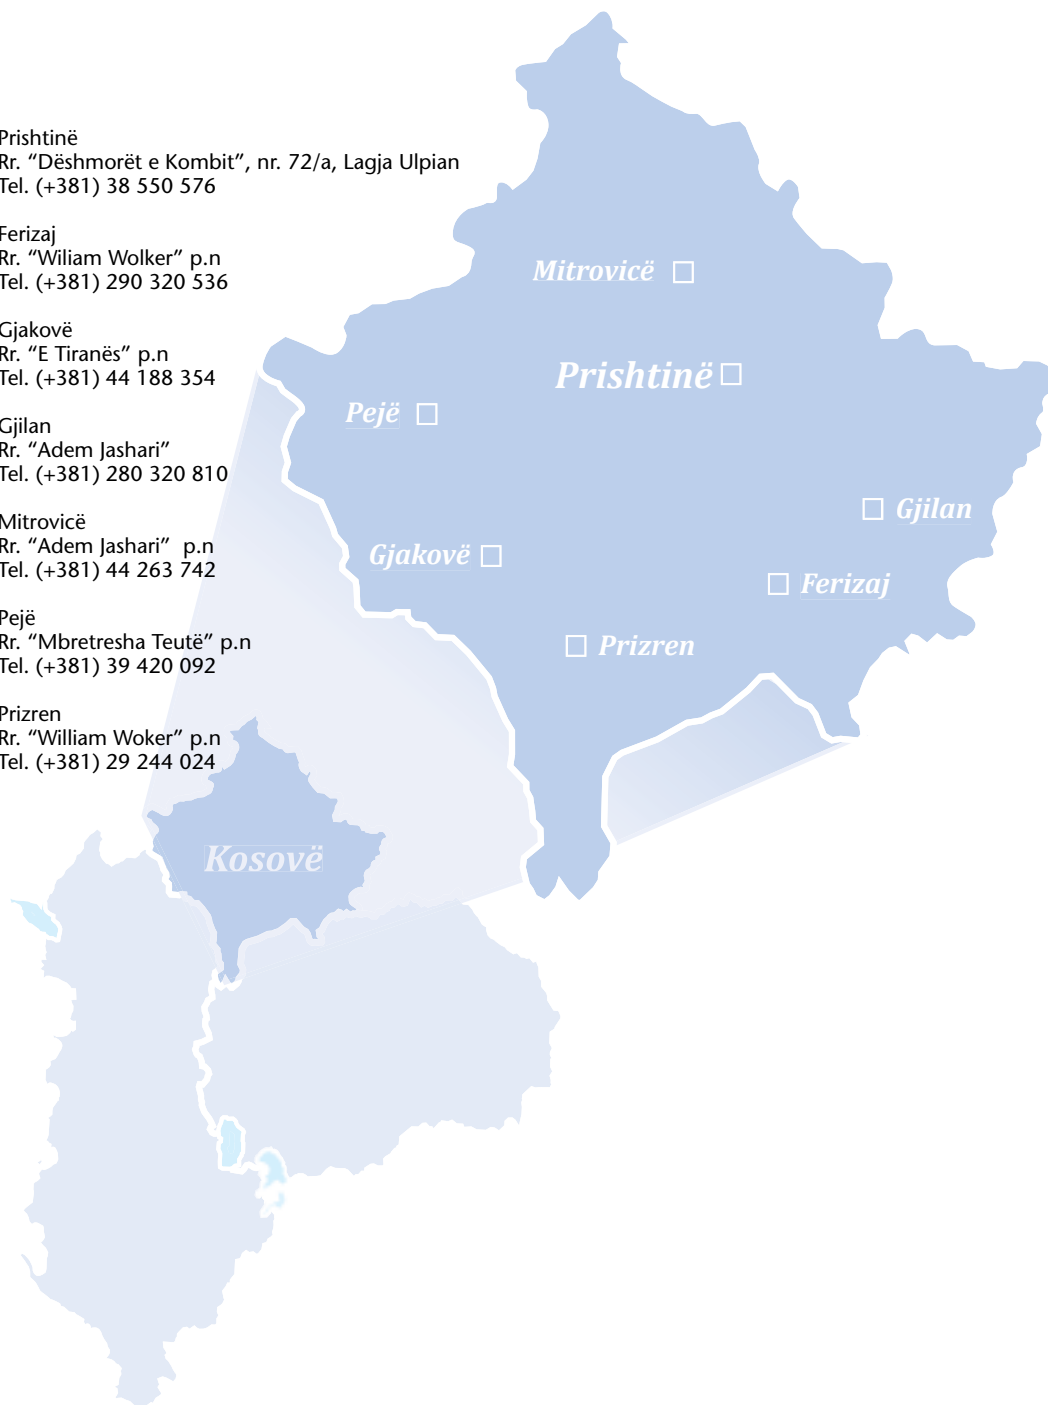 Prishtinë
Rr. “Dëshmorët e Kombit”, nr. 72/a, Lagja Ulpian
Tel. (+381) 38 550 576
Ferizaj
Rr. “Wiliam Wolker” p.n
Tel. (+381) 290 320 536
Gjakovë
Rr. “E Tiranës” p.n
Tel. (+381) 44 188 354
Gjilan
Rr. “Adem Jashari”
Tel. (+381) 280 320 810
Mitrovicë
Rr. “Adem Jashari” p.n
Tel. (+381) 44 263 742
Pejë
Rr. “Mbretresha Teutë” p.n
Tel. (+381) 39 420 092
Prizren
Rr. “William Woker” p.n
Tel. (+381) 29 244 024
Mitrovicë
Prishtinë
Pejë
Gjilan
Gjakovë
Ferizaj
Prizren
Kosovë